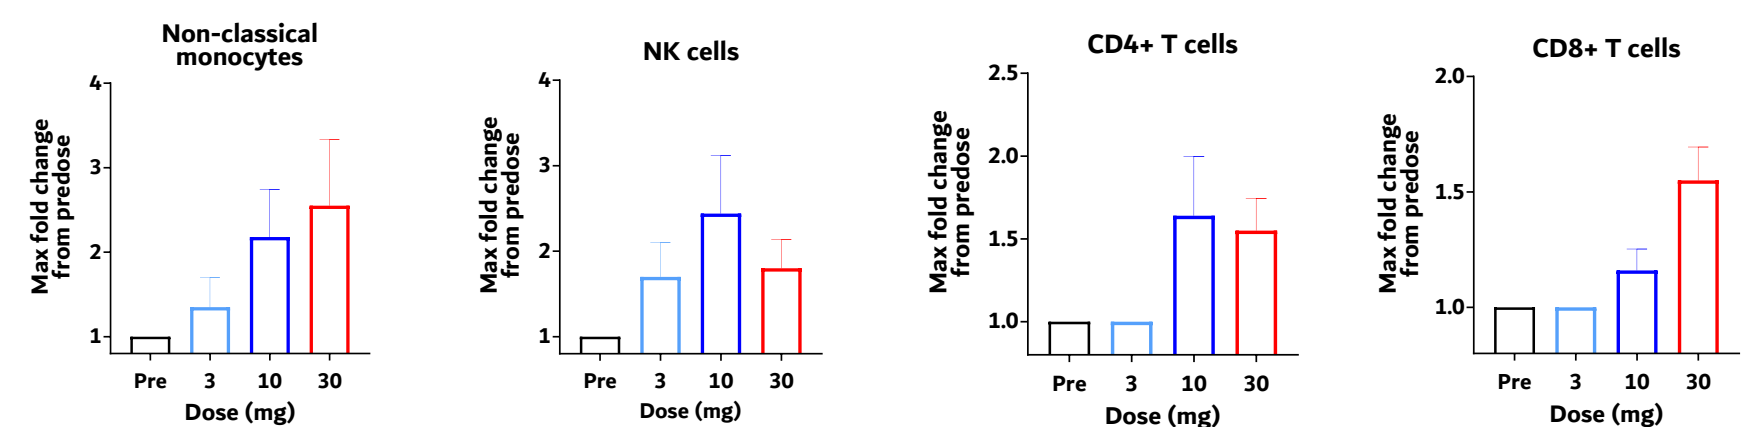 Non-classical
monocytes
Max fold change
from predose
4
3
2
1
Pre 3 10 30
Dose (mg)
NK cells
Max fold change
from predose
4
3
2
1
Pre 3 10 30
Dose (mg)
CD4+ T cells
Max fold change
from predose
2.5
2.0
1.5
1.0
Pre 3 10 30
Dose (mg)
CD8+ T cells
Max fold change
from predose
2.0
1.5
1.0
Pre 3 10 30
Dose (mg)